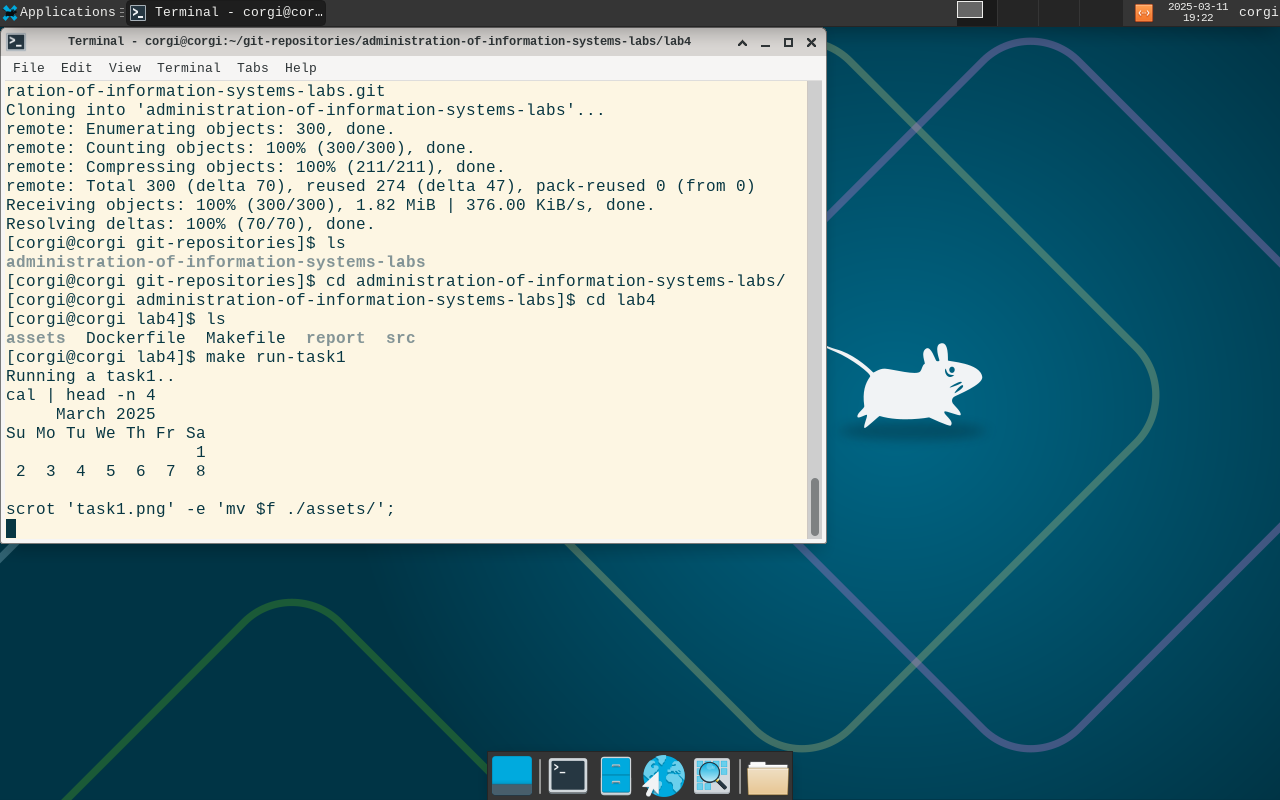 Applications
Terminal - corgi@cor...
2025-03-11
19:22
corgi
Terminal - corgi@corgi:~/git-repositories/administration-of-information-systems-labs/lab4
File Edit View Terminal Tabs Help
ration-of-information-systems-labs.git
Cloning into 'administration-of-information-systems-labs'...
remote: Enumerating objects: 300, done.
remote: Counting objects: 100% (300/300), done.
remote: Compressing objects: 100% (211/211), done.
remote: Total 300 (delta 70), reused 274 (delta 47), pack-reused 0 (from 0)
Receiving objects: 100% (300/300), 1.82 MiB | 376.00 KiB/s, done.
Resolving deltas: 100% (70/70), done.
[corgi@corgi git-repositories]$ ls
administration-of-information-systems-labs
[corgi@corgi git-repositories]$ cd administration-of-information-systems-labs/
[corgi@corgi administration-of-information-systems-labs]$ cd lab4
[corgi@corgi lab4]$ ls
assets  Dockerfile  Makefile  report  src
[corgi@corgi lab4]$ make run-task1
Running a task1..
cal | head -n 4
     March 2025
Su Mo Tu We Th Fr Sa
                   1
 2  3  4  5  6  7  8
scrot 'task1.png' -e 'mv $f ./assets/';